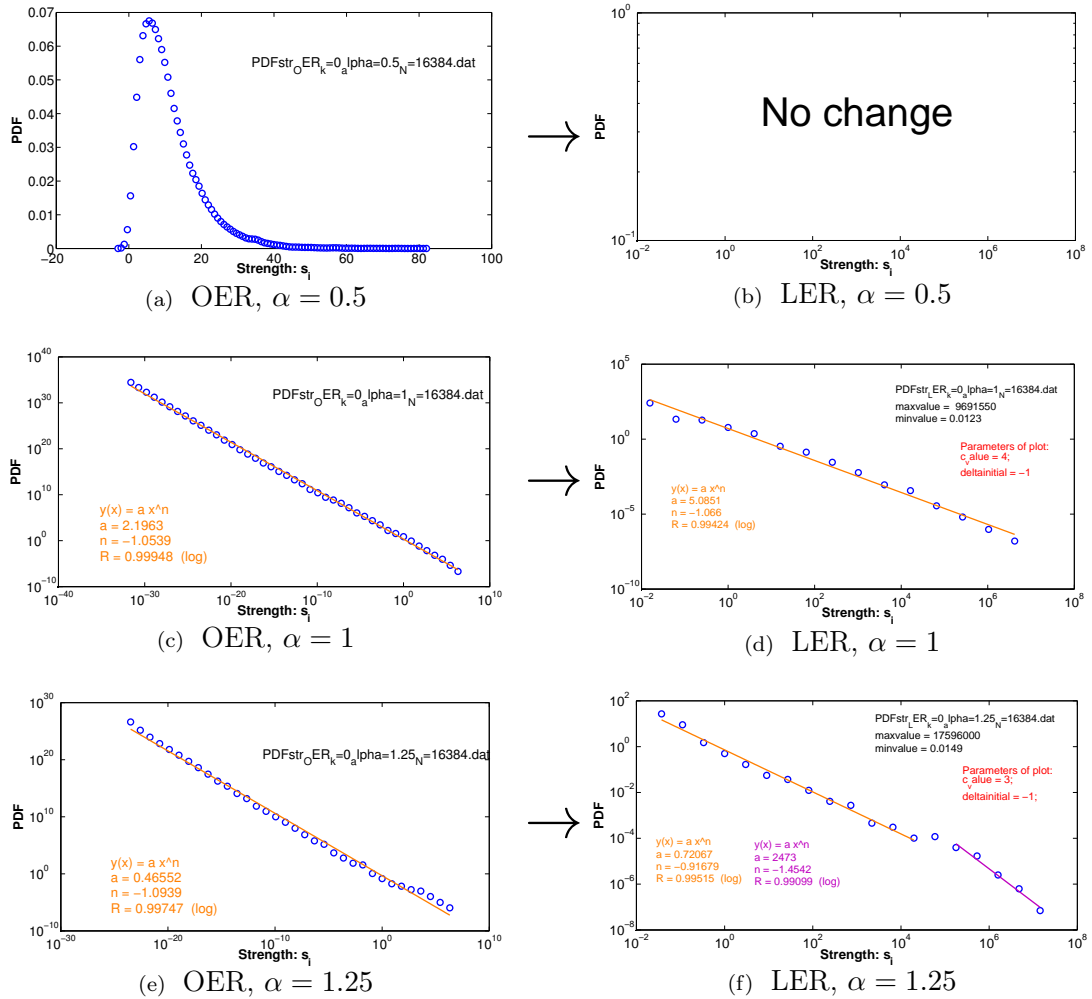 0.07
0.06
0.05
0.04
0.03
0.02
0.01
0
PDF
PDFstr_OER_k=0_alpha=0.5_N=16384.dat
−20 0 20 40 60 80 100
Strength: s_i
(a) OER, α = 0.5
10^0
10^−1
PDF
No change
10^−2 10^0 10^2 10^4 10^6 10^8
Strength: s_i
(b) LER, α = 0.5
10^40
10^30
10^20
10^10
10^0
10^−10
PDF
PDFstr_OER_k=0_alpha=1_N=16384.dat
y(x) = a x^n
a = 2.1963
n = −1.0539
R = 0.99948 (log)
10^−40 10^−30 10^−20 10^−10 10^0 10^10
Strength: s_i
(c) OER, α = 1
10^5
10^0
10^−5
10^−10
PDF
PDFstr_LER_k=0_alpha=1_N=16384.dat
maxvalue = 9691550
minvalue = 0.0123
Parameters of plot:
c_value = 4;
deltainitial = −1
y(x) = a x^n
a = 5.0851
n = −1.066
R = 0.99424 (log)
10^−2 10^0 10^2 10^4 10^6 10^8
Strength: s_i
(d) LER, α = 1
10^30
10^20
10^10
10^0
10^−10
PDF
PDFstr_OER_k=0_alpha=1.25_N=16384.dat
y(x) = a x^n
a = 0.46552
n = −1.0939
R = 0.99747 (log)
10^−30 10^−20 10^−10 10^0 10^10
Strength: s_i
(e) OER, α = 1.25
10^2
10^0
10^−2
10^−4
10^−6
10^−8
PDF
PDFstr_LER_k=0_alpha=1.25_N=16384.dat
maxvalue = 17596000
minvalue = 0.0149
Parameters of plot:
c_value = 3;
deltainitial = −1;
y(x) = a x^n
a = 0.72067
n = −0.91679
R = 0.99515 (log)
y(x) = a x^n
a = 2473
n = −1.4542
R = 0.99099 (log)
10^−2 10^0 10^2 10^4 10^6 10^8
Strength: s_i
(f) LER, α = 1.25